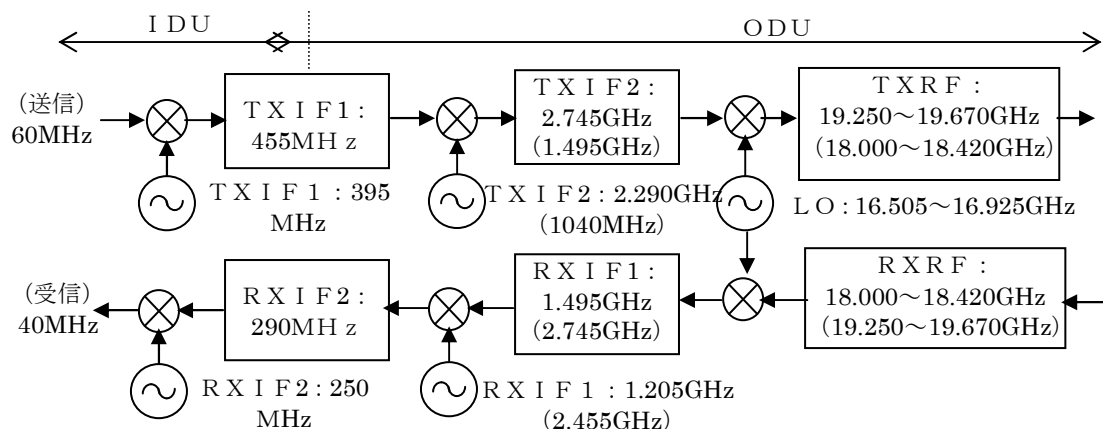 ＩＤＵ
ＯＤＵ
(送信)
60MHz
ＴＸＩＦ1：
455MHｚ
ＴＸＩＦ１：395
MHz
ＴＸＩＦ2：
2.745GHz
(1.495GHz)
ＴＸＩＦ2：2.290GHz
(1040MHz)
ＴＸＲＦ：
19.250～19.670GHz
(18.000～18.420GHz)
ＬＯ：16.505～16.925GHz
(受信)
40MHz
ＲＸＩＦ2：
290MHｚ
ＲＸＩＦ2：250
MHz
ＲＸＩＦ1：
1.495GHz
(2.745GHz)
ＲＸＩＦ１：1.205GHz
(2.455GHz)
ＲＸＲＦ：
18.000～18.420GHz
(19.250～19.670GHz)